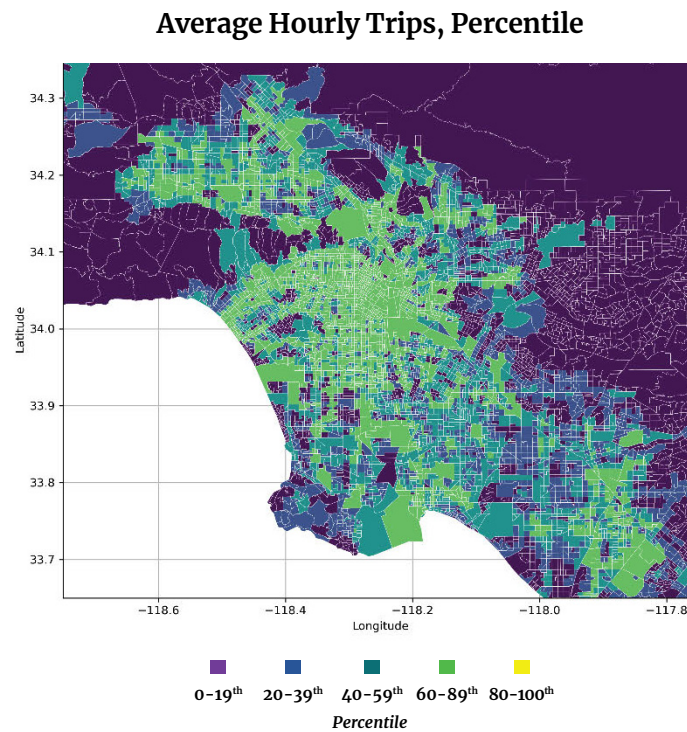 Average Hourly Trips, Percentile
34.3
34.2
34.1
34.0
33.9
33.8
33.7
Latitude
−118.6 −118.4 −118.2 −118.0 −117.8
Longitude
0-19th 20-39th 40-59th 60-89th 80-100th
Percentile